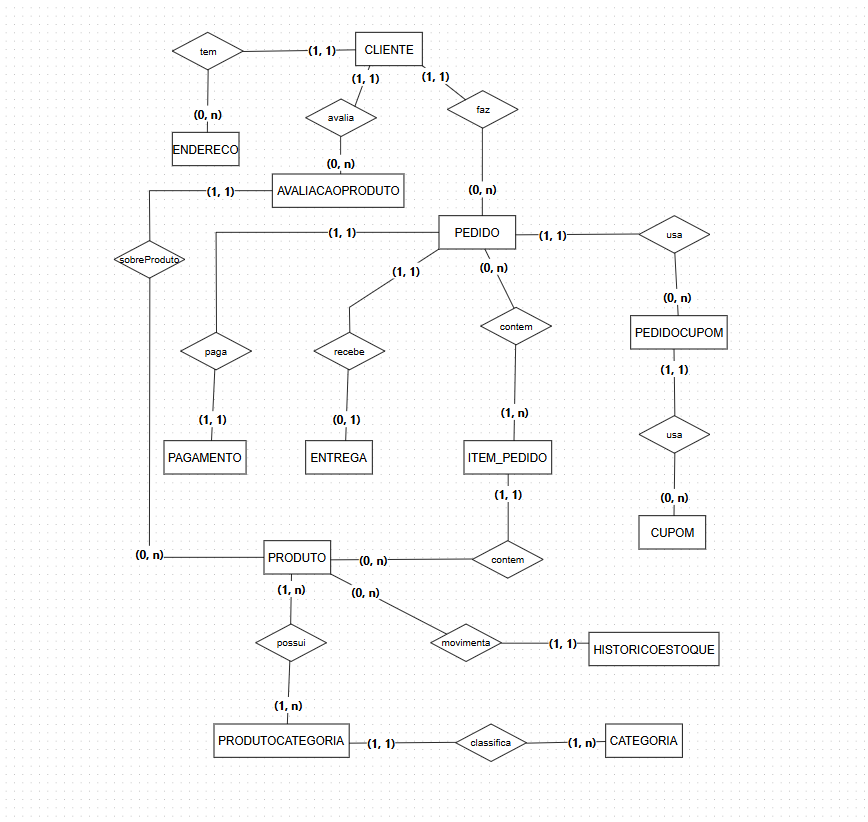 tem
(1, 1)
CLIENTE
(1, 1)
(1, 1)
(0, n)
avalia
faz
ENDERECO
(0, n)
(1, 1)
AVALIACAOPRODUTO
(0, n)
(1, 1)
PEDIDO
(1, 1)
usa
sobreProduto
(1, 1)
(0, n)
(0, n)
contem
PEDIDOCUPOM
paga
recebe
(1, 1)
(1, 1)
(0, 1)
(1, n)
usa
PAGAMENTO
ENTREGA
ITEM_PEDIDO
(1, 1)
(0, n)
CUPOM
(0, n)
PRODUTO
(0, n)
contem
(1, n)
(0, n)
possui
movimenta
(1, 1)
HISTORICOESTOQUE
(1, n)
PRODUTOCATEGORIA
(1, 1)
classifica
(1, n)
CATEGORIA